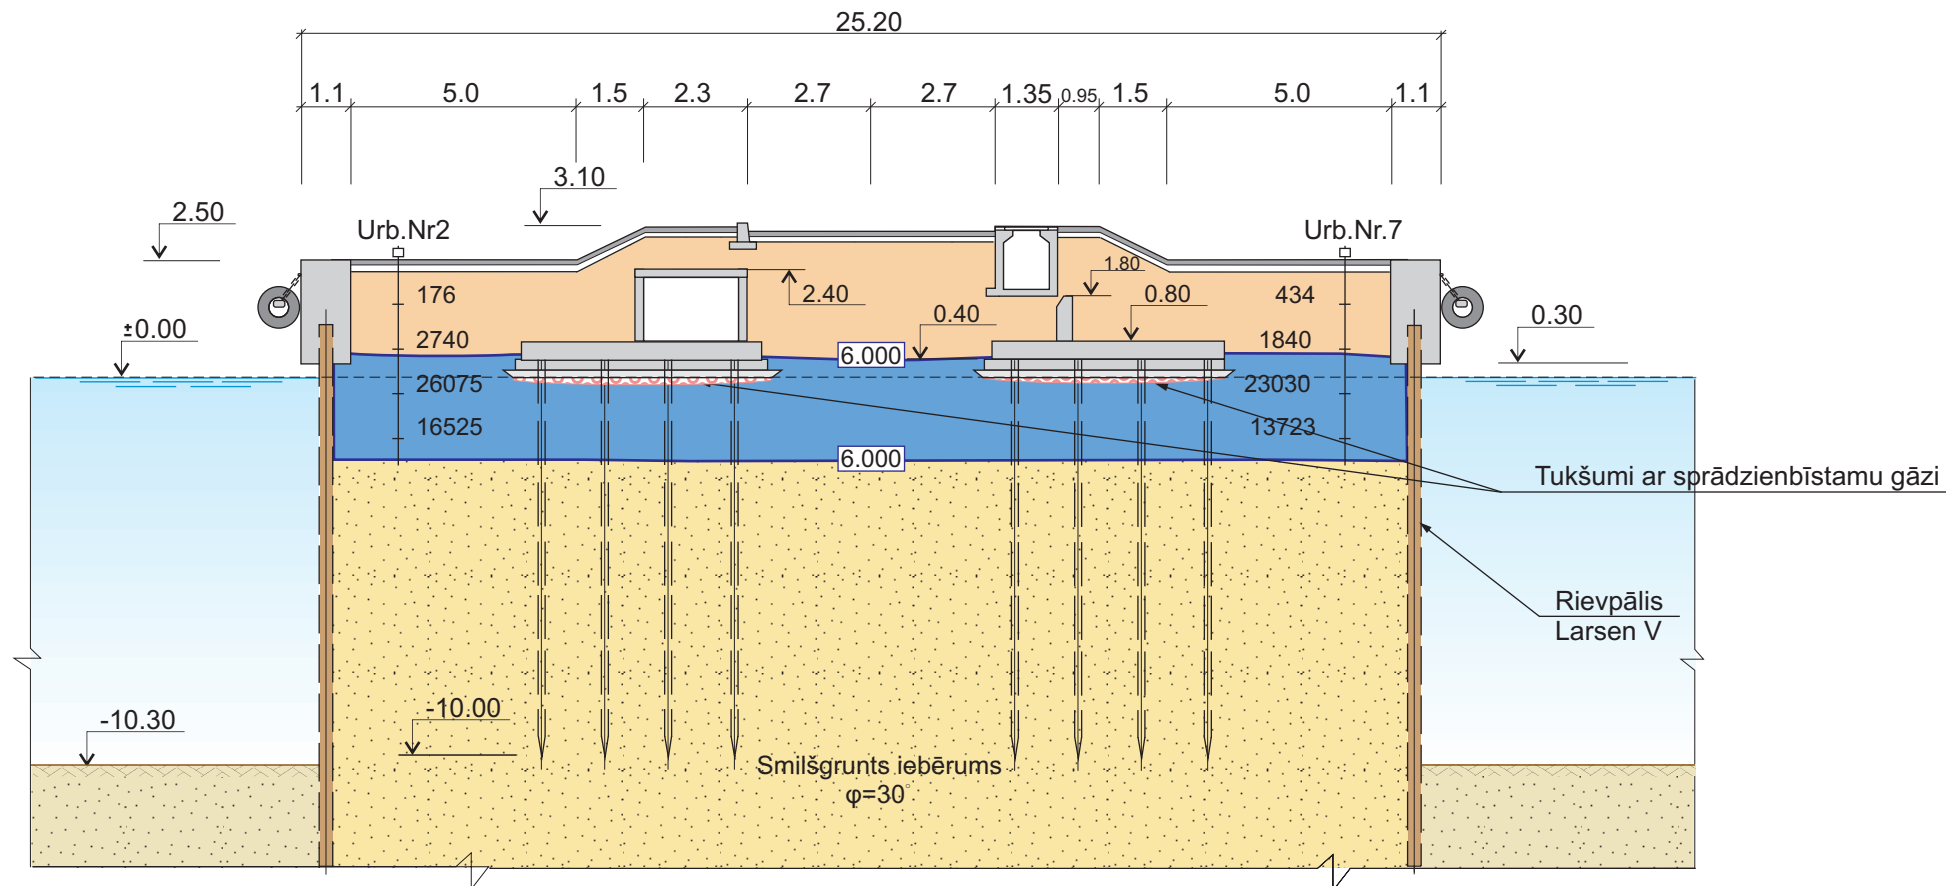 25.20
1.1 5.0 1.5 2.3 2.7 2.7 1.35 0.95 1.5 5.0 1.1
3.10
2.50
Urb.Nr2
Urb.Nr.7
1.80
176
2.40
0.80
434
±0.00
0.40
0.30
2740
6.000
1840
26075
23030
16525
13723
6.000
Tukšumi ar sprādzienbīstamu gāzi
Rievpālis
Larsen V
-10.30
-10.00
Smilšgrunts iebērums
φ=30°